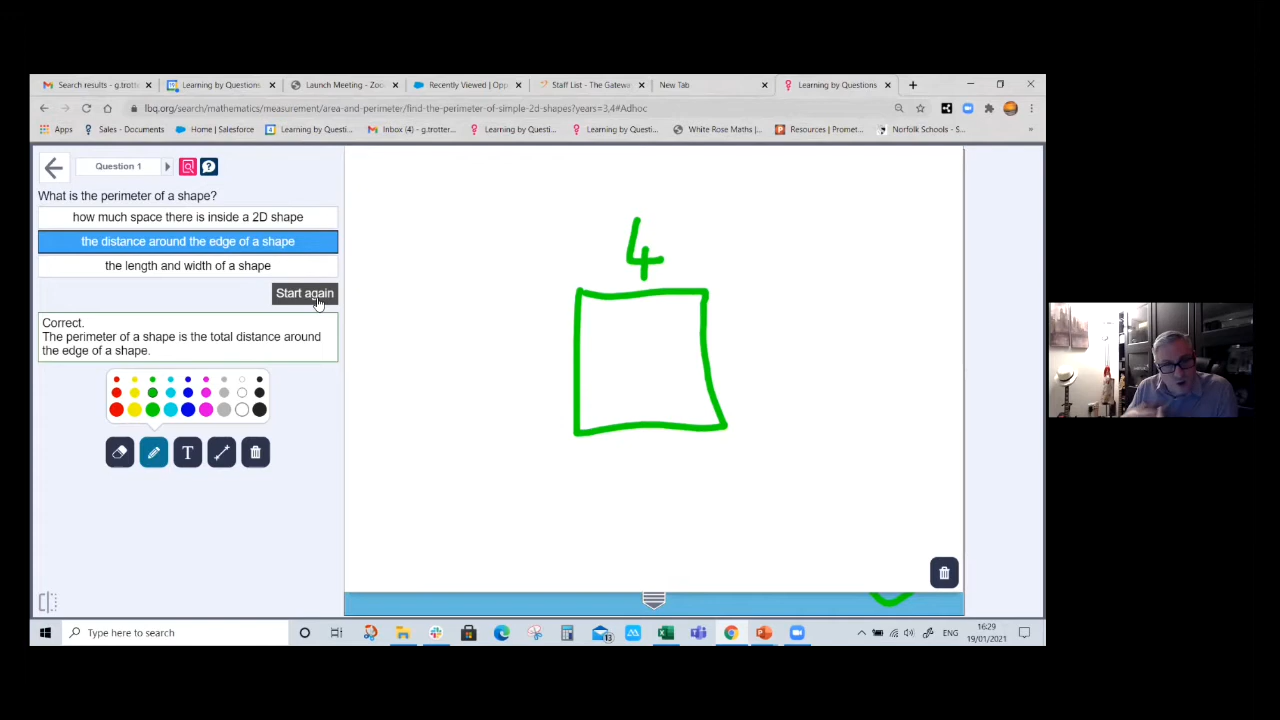 Search results - g.trotte
Learning by Questions
Launch Meeting - Zoo
Recently Viewed | Opp
Staff List - The Gatewa
New Tab
Learning by Questions
lbq.org/search/mathematics/measurement/area-and-perimeter/find-the-perimeter-of-simple-2d-shapes?years=3,4#Adhoc
Apps
Sales - Documents
Home | Salesforce
Learning by Questi...
Inbox (4) - g.trotter...
Learning by Questi...
Learning by Questi...
White Rose Maths |...
Resources | Promet...
Norfolk Schools - S...
»
Question 1
What is the perimeter of a shape?
how much space there is inside a 2D shape
the distance around the edge of a shape
the length and width of a shape
Start again
Correct.
The perimeter of a shape is the total distance around
the edge of a shape.
T
4
Type here to search
13
ENG
16:29
19/01/2021